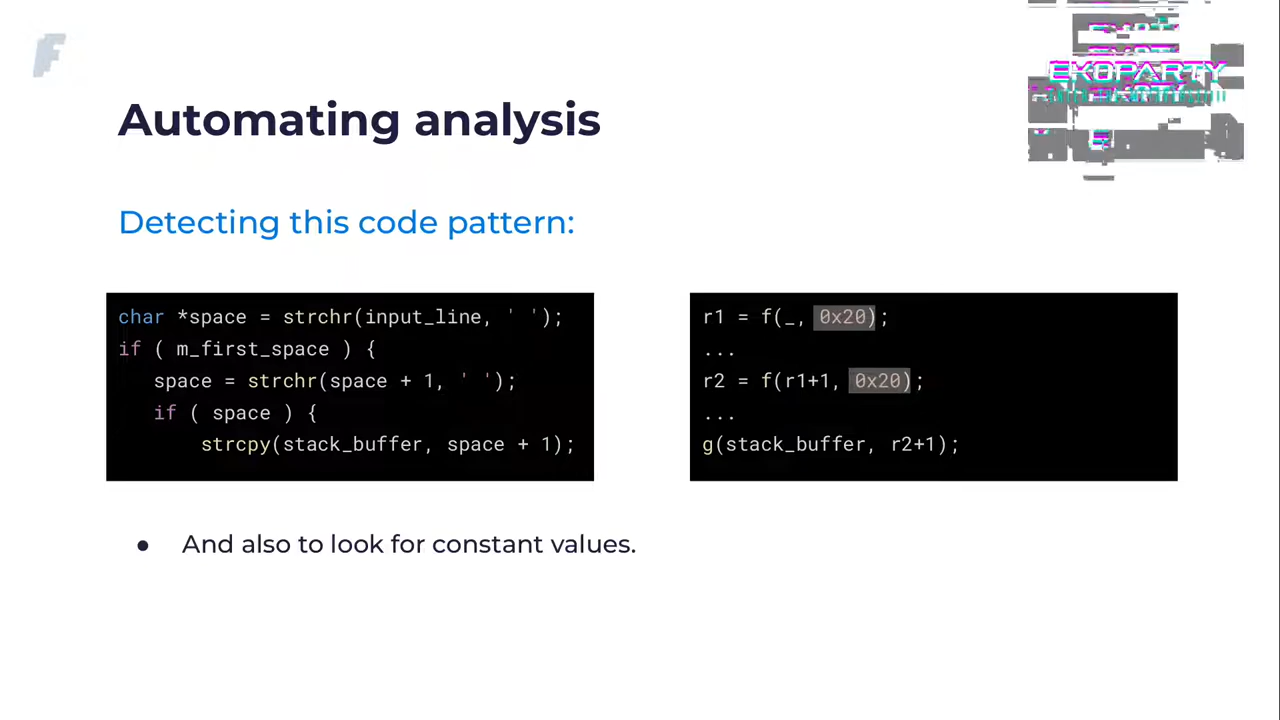 EKOPARTY
Automating analysis
Detecting this code pattern:
char *space = strchr(input_line, ' ');
if ( m_first_space ) {
space = strchr(space + 1, ' ');
if ( space ) {
strcpy(stack_buffer, space + 1);
r1 = f(_, 0x20);
...
r2 = f(r1+1, 0x20);
...
g(stack_buffer, r2+1);
● And also to look for constant values.